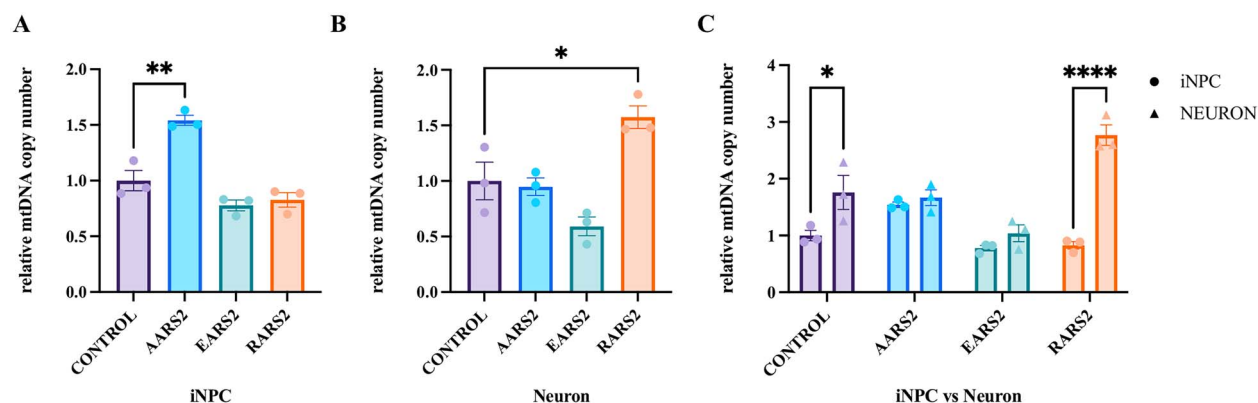 A
relative mtDNA copy number
2.0
1.5
1.0
0.5
0.0
**
CONTROL
AARS2
EARS2
RARS2
iNPC
B
relative mtDNA copy number
2.0
1.5
1.0
0.5
0.0
*
CONTROL
AARS2
EARS2
RARS2
Neuron
C
relative mtDNA copy number
4
3
2
1
0
*
****
CONTROL
AARS2
EARS2
RARS2
iNPC vs Neuron
iNPC
NEURON